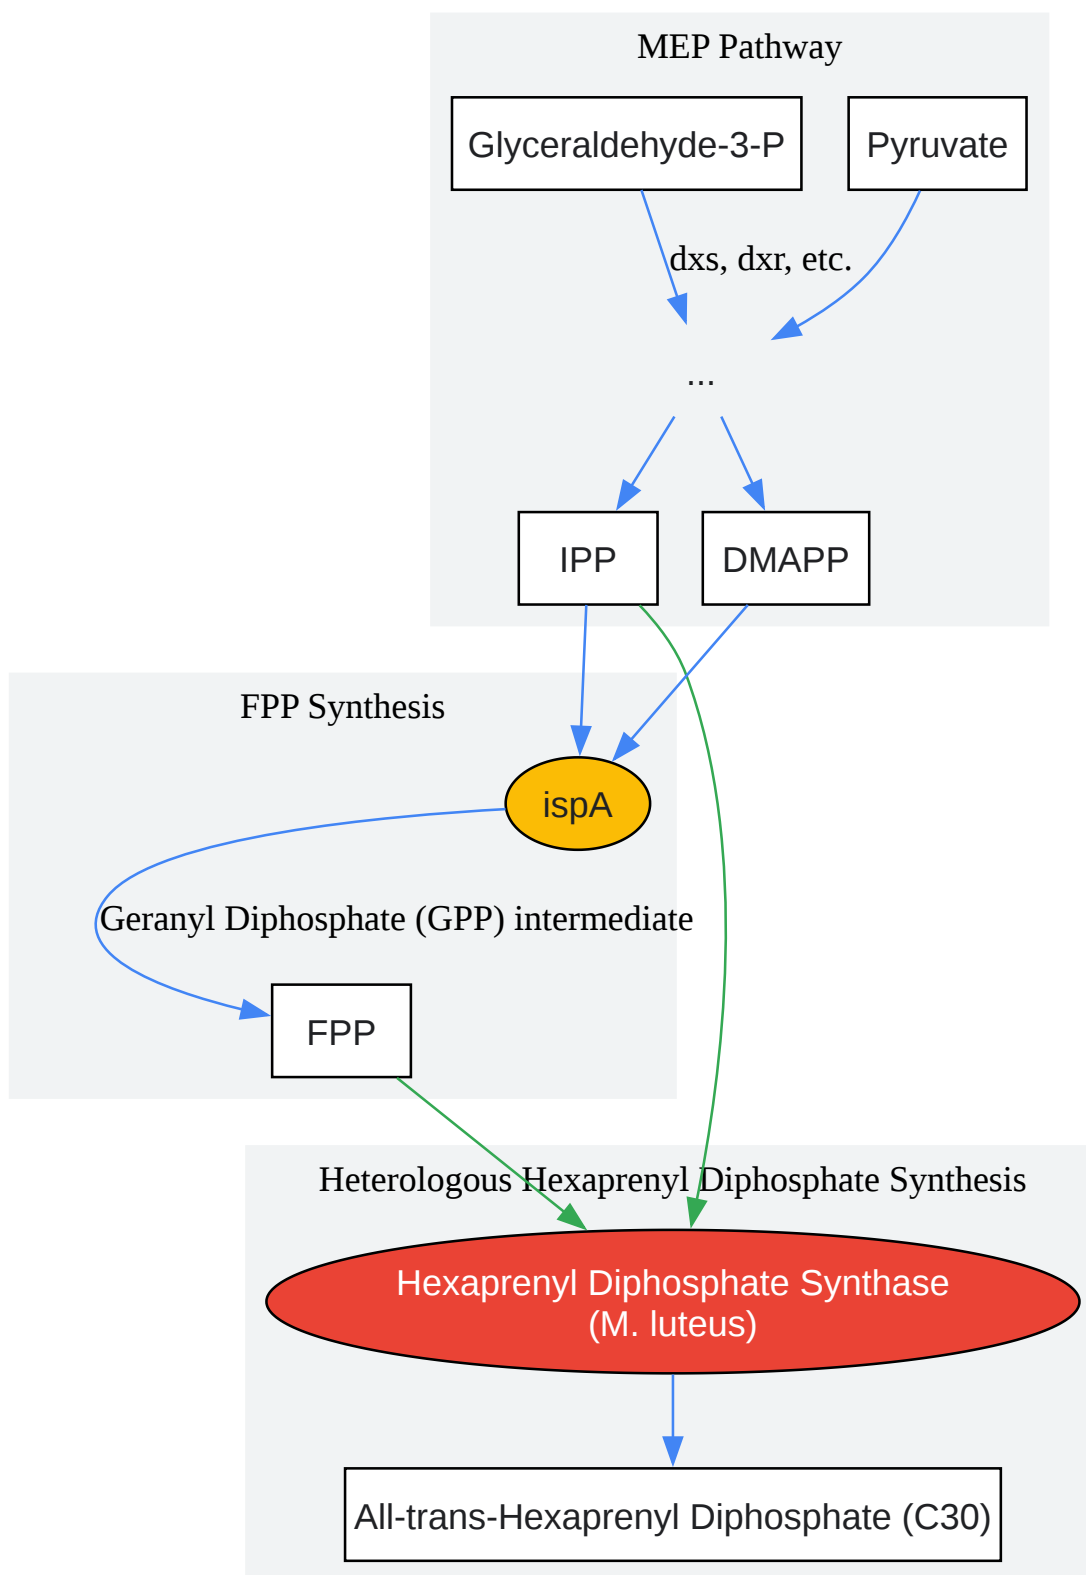 MEP Pathway
Glyceraldehyde-3-P
Pyruvate
dxs, dxr, etc.
...
IPP
DMAPP
FPP Synthesis
ispA
Geranyl Diphosphate (GPP) intermediate
FPP
Heterologous Hexaprenyl Diphosphate Synthesis
Hexaprenyl Diphosphate Synthase
(M. luteus)
All-trans-Hexaprenyl Diphosphate (C30)